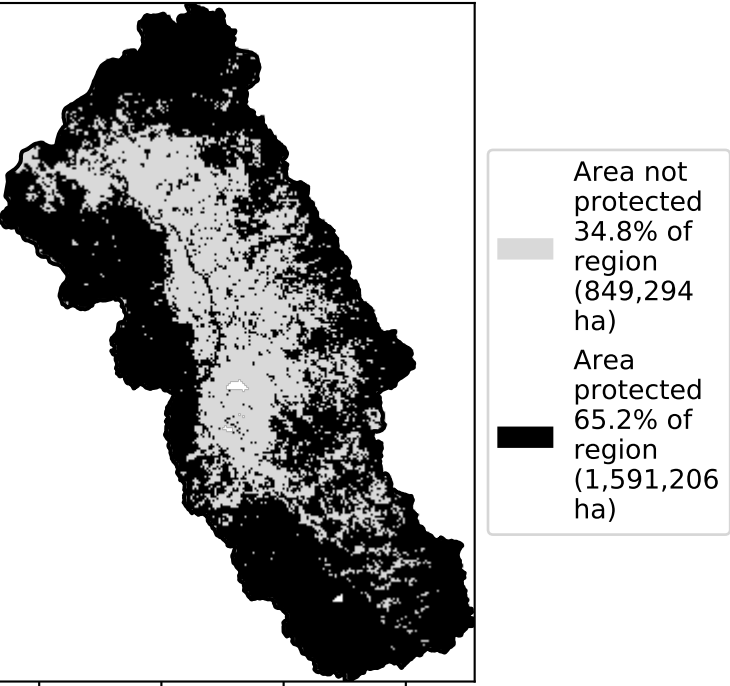 Area not
protected
34.8% of
region
(849,294
ha)
Area
protected
65.2% of
region
(1,591,206
ha)